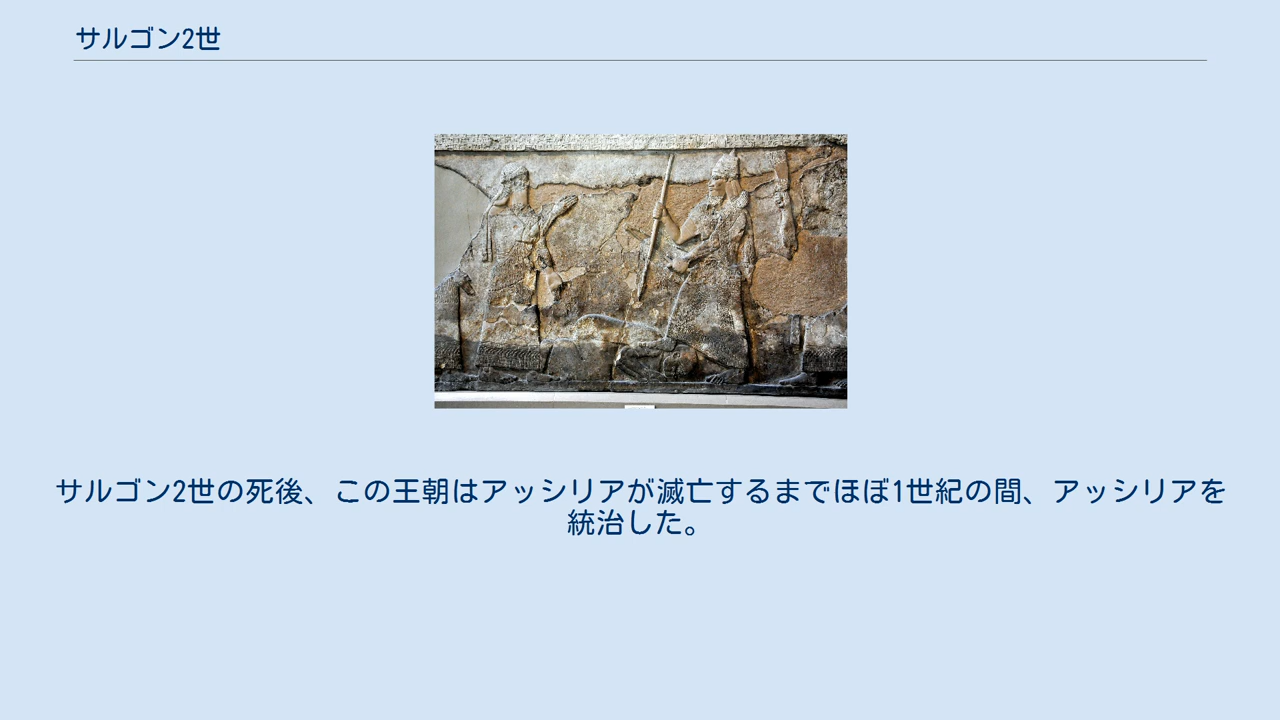 サルゴン2世
サルゴン2世の死後、この王朝はアッシリアが滅亡するまでほぼ1世紀の間、アッシリアを
統治した。